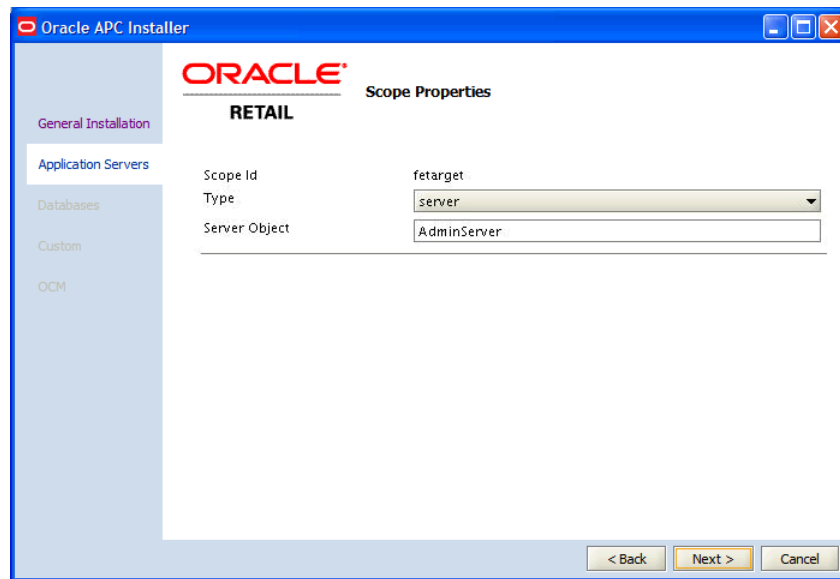 Oracle APC Installer
ORACLE®
RETAIL
Scope Properties
General Installation
Application Servers
Databases
Custom
OCM
Scope Id fetarget
Type server
Server Object AdminServer
< Back Next > Cancel